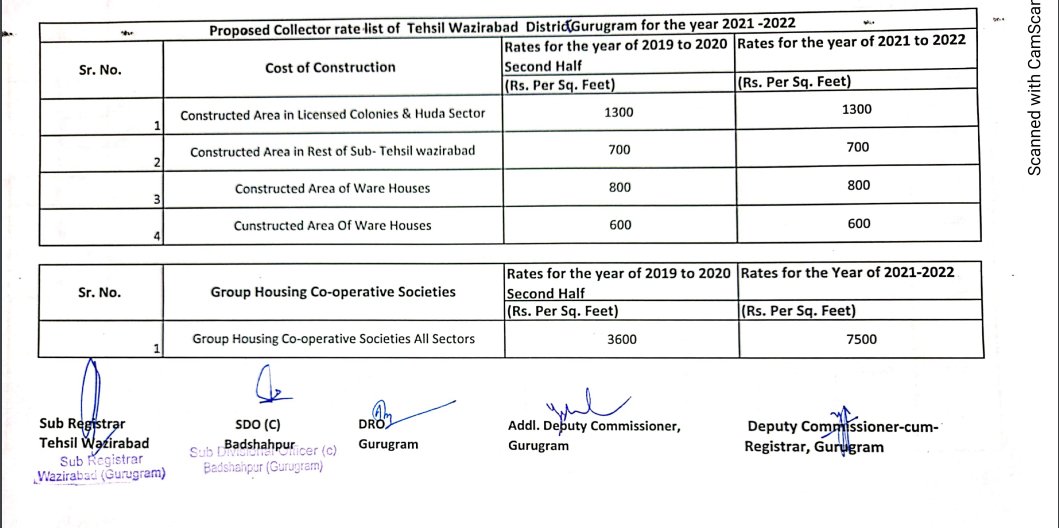 Proposed Collector rate list of Tehsil Wazirabad District Gurugram for the year 2021 -2022
Sr. No. Cost of Construction Rates for the year of 2019 to 2020 Second Half (Rs. Per Sq. Feet) Rates for the year of 2021 to 2022 (Rs. Per Sq. Feet)
1 Constructed Area in Licensed Colonies & Huda Sector 1300 1300
2 Constructed Area in Rest of Sub- Tehsil wazirabad 700 700
3 Constructed Area of Ware Houses 800 800
4 Cunstructed Area Of Ware Houses 600 600
Sr. No. Group Housing Co-operative Societies Rates for the year of 2019 to 2020 Second Half (Rs. Per Sq. Feet) Rates for the Year of 2021-2022 (Rs. Per Sq. Feet)
1 Group Housing Co-operative Societies All Sectors 3600 7500
Sub Registrar
Tehsil Wazirabad
Sub Registrar
Wazirabad (Gurugram)
SDO (C)
Badshahpur
Sub Divisional Officer (c)
Badshahpur (Gurugram)
DRO
Gurugram
Addl. Deputy Commissioner,
Gurugram
Deputy Commissioner-cum-
Registrar, Gurugram
Scanned with CamScan